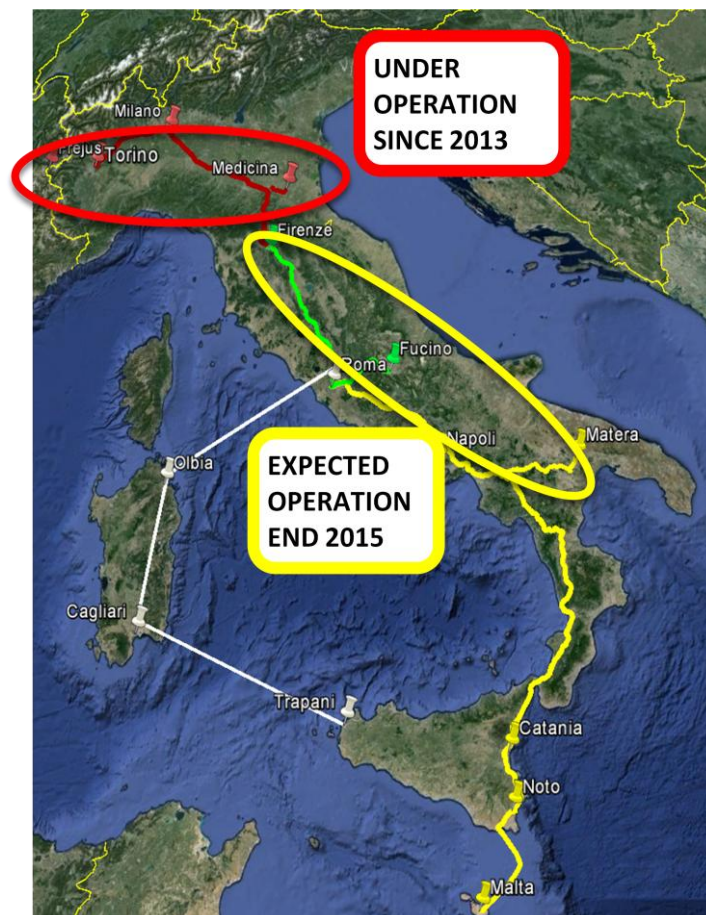 UNDER
OPERATION
SINCE 2013
Milano
Prejus
Torino
Medicina
Firenze
Fucino
Roma
Napoli
Matera
Olbia
EXPECTED
OPERATION
END 2015
Cagliari
Trapani
Catania
Noto
Malta